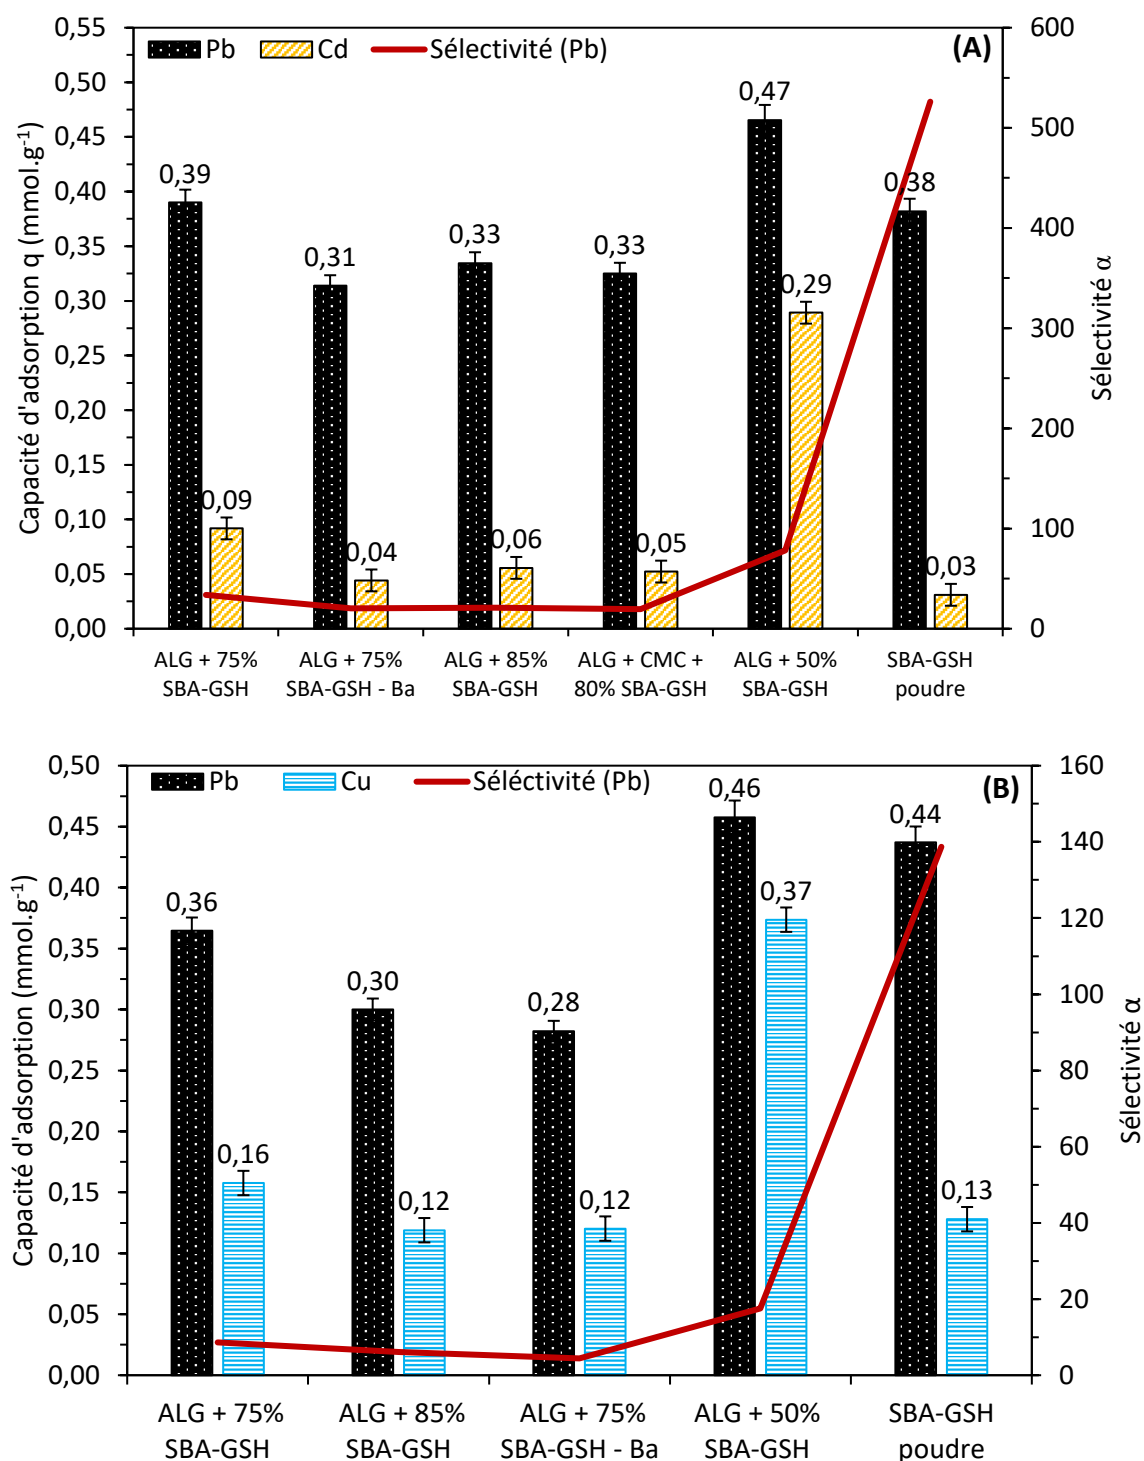 Pb Cd Sélectivité (Pb) (A)
Capacité d'adsorption q (mmol.g⁻¹)
0,55
0,50
0,45
0,40
0,35
0,30
0,25
0,20
0,15
0,10
0,05
0,00
0,39 0,09
0,31 0,04
0,33 0,06
0,33 0,05
0,47 0,29
0,38 0,03
600
500
400
300
200
100
0
Sélectivité α
ALG + 75%
SBA-GSH
ALG + 75%
SBA-GSH - Ba
ALG + 85%
SBA-GSH
ALG + CMC +
80% SBA-GSH
ALG + 50%
SBA-GSH
SBA-GSH
poudre
Pb Cu Séléctivité (Pb) (B)
Capacité d'adsorption (mmol.g⁻¹)
0,50
0,45
0,40
0,35
0,30
0,25
0,20
0,15
0,10
0,05
0,00
0,36 0,16
0,30 0,12
0,28 0,12
0,46 0,37
0,44 0,13
160
140
120
100
80
60
40
20
0
Sélectivité α
ALG + 75%
SBA-GSH
ALG + 85%
SBA-GSH
ALG + 75%
SBA-GSH - Ba
ALG + 50%
SBA-GSH
SBA-GSH
poudre